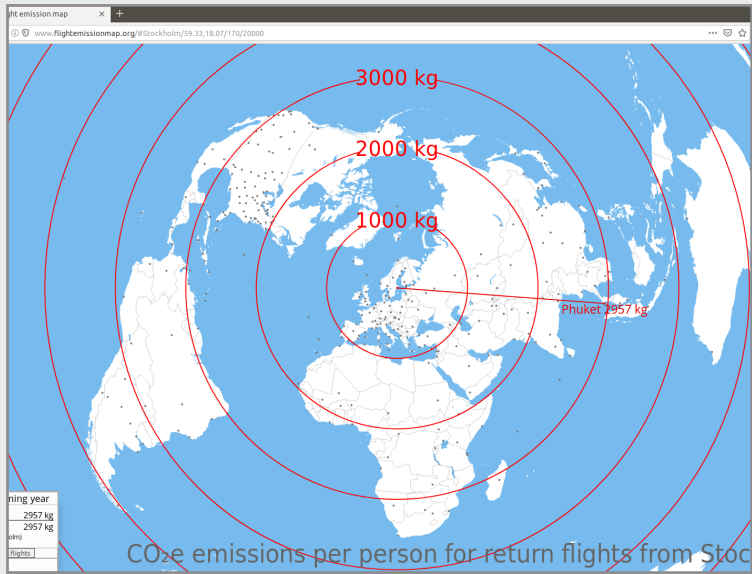 ht emission map × +
www.flightemissionmap.org/#Stockholm/59.33,18.07/170/20000
3000 kg
2000 kg
1000 kg
Phuket 2957 kg
ning year
2957 kg
2957 kg
olm)
flights
CO₂e emissions per person for return flights from Stoc